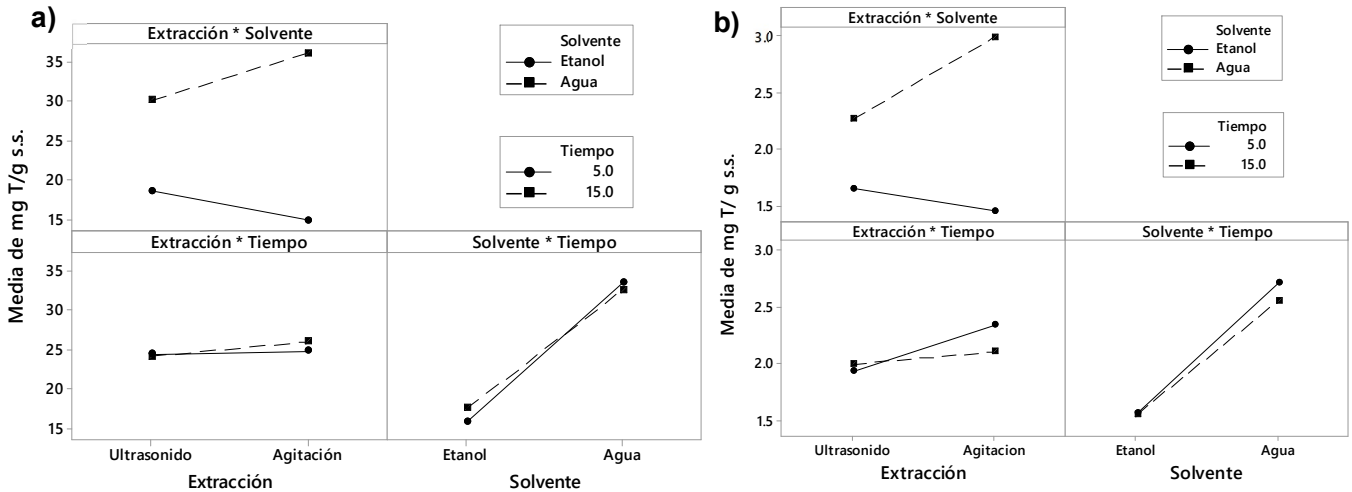 a)
Extracción * Solvente
Solvente
Etanol
Agua
Tiempo
5.0
15.0
35
30
25
20
15
Extracción * Tiempo
Solvente * Tiempo
35
30
25
20
15
Media de mg T/g s.s.
Ultrasonido
Agitación
Etanol
Agua
Extracción
Solvente
b)
Extracción * Solvente
Solvente
Etanol
Agua
Tiempo
5.0
15.0
3.0
2.5
2.0
1.5
Extracción * Tiempo
Solvente * Tiempo
3.0
2.5
2.0
1.5
Media de mg T/ g s.s.
Ultrasonido
Agitacion
Etanol
Agua
Extracción
Solvente